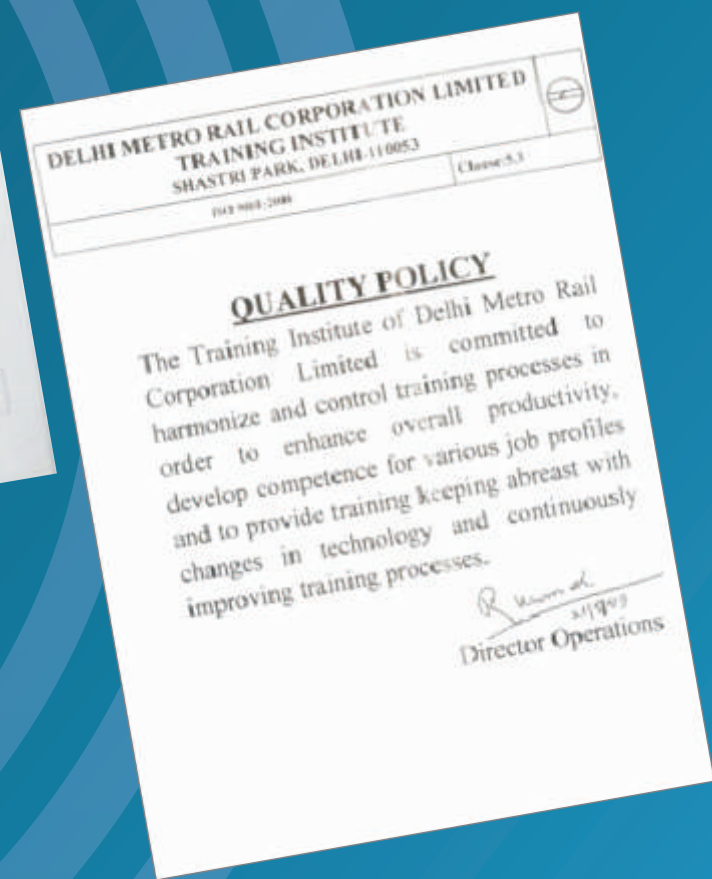 DELHI METRO RAIL CORPORATION LIMITED
TRAINING INSTITUTE
SHASTRI PARK, DELHI-110053
Clause:5.3
QUALITY POLICY
The Training Institute of Delhi Metro Rail
Corporation Limited is committed to
harmonize and control training processes in
order to enhance overall productivity,
develop competence for various job profiles
and to provide training keeping abreast with
changes in technology and continuously
improving training processes.
Director Operations